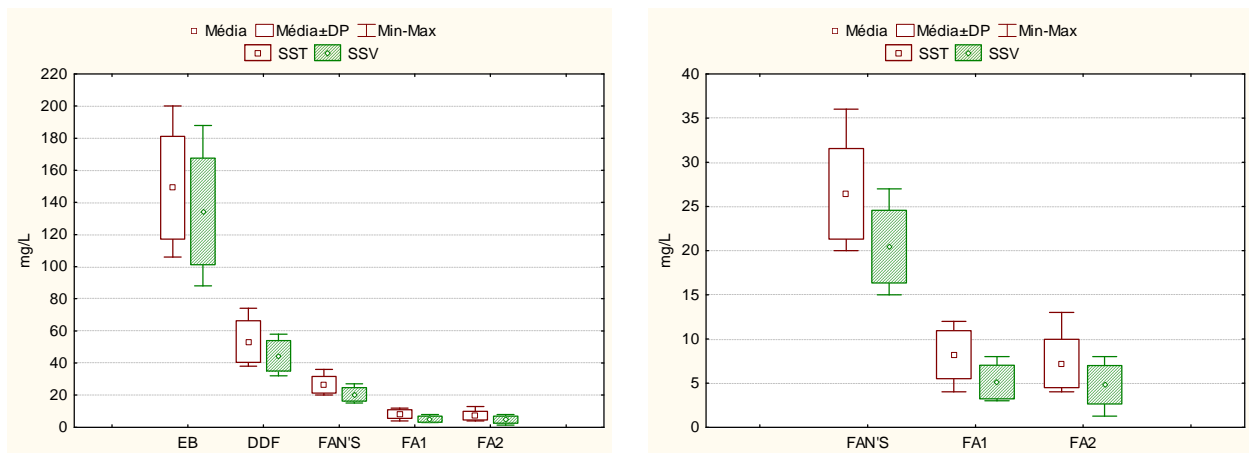 Média Média±DP Min-Max
SST SSV
220
200
180
160
140
120
100
80
60
40
20
0
mg/L
EB DDF FAN'S FA1 FA2
Média Média±DP Min-Max
SST SSV
40
35
30
25
20
15
10
5
0
mg/L
FAN'S FA1 FA2